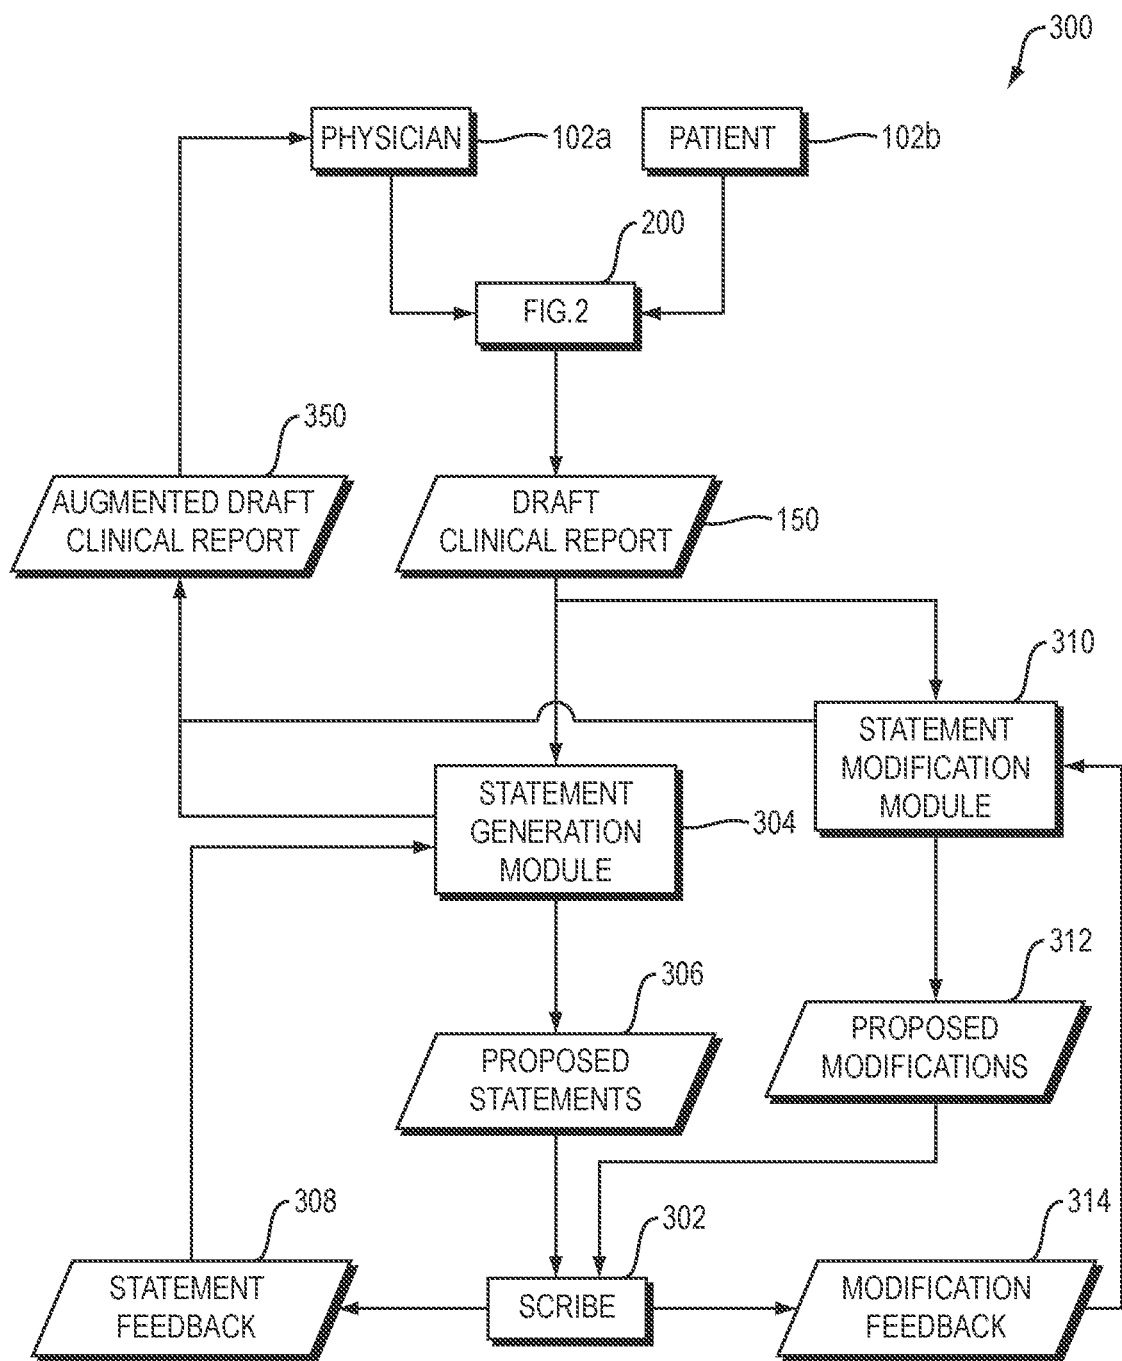 300
PHYSICIAN
102a
PATIENT
102b
200
FIG.2
350
AUGMENTED DRAFT
CLINICAL REPORT
DRAFT
CLINICAL REPORT
150
310
STATEMENT
MODIFICATION
MODULE
STATEMENT
GENERATION
MODULE
304
312
PROPOSED
MODIFICATIONS
306
PROPOSED
STATEMENTS
308
STATEMENT
FEEDBACK
302
SCRIBE
314
MODIFICATION
FEEDBACK